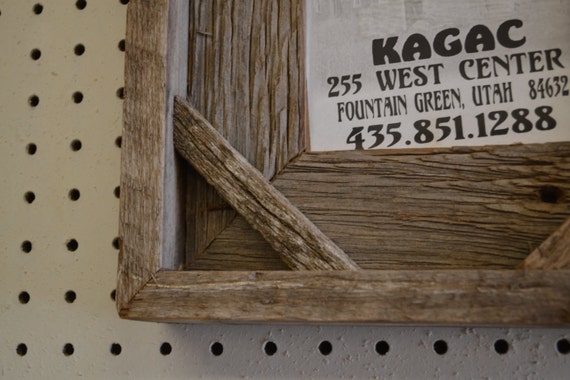 KAGAC
255 WEST CENTER
FOUNTAIN GREEN, UTAH 84632
435.851.1288